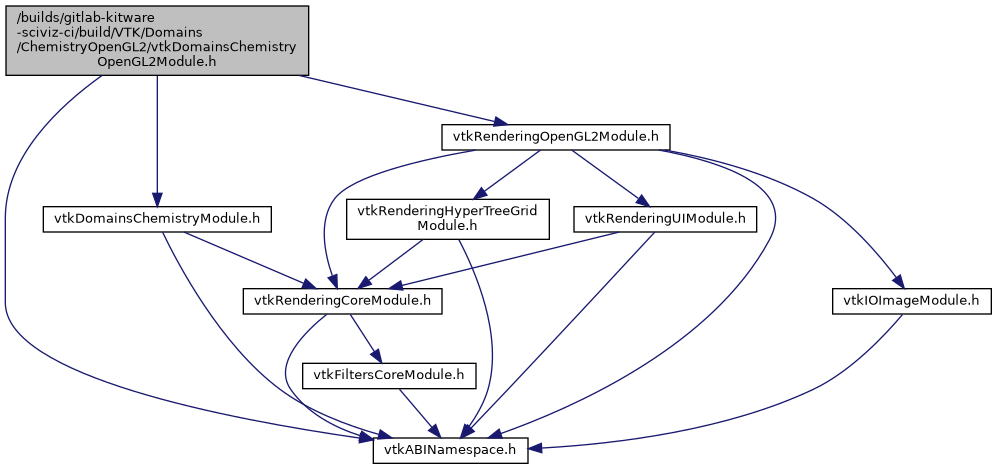 /builds/gitlab-kitware
-sciviz-ci/build/VTK/Domains
/ChemistryOpenGL2/vtkDomainsChemistry
OpenGL2Module.h
vtkRenderingOpenGL2Module.h
vtkDomainsChemistryModule.h
vtkRenderingHyperTreeGrid
Module.h
vtkRenderingUIModule.h
vtkRenderingCoreModule.h
vtkIOImageModule.h
vtkFiltersCoreModule.h
vtkABINamespace.h